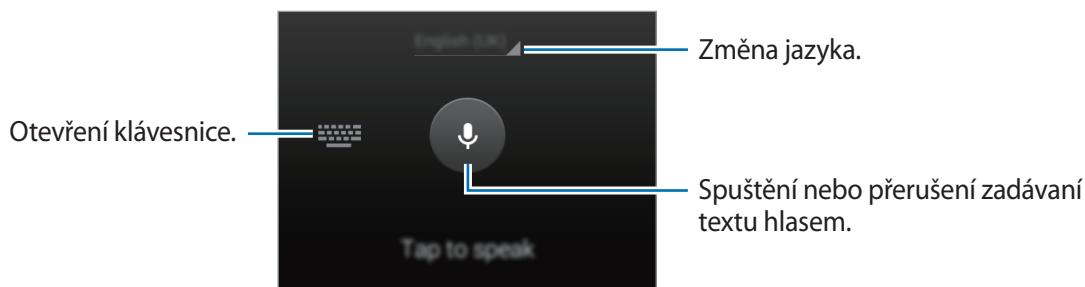 English (UK)
Změna jazyka.
Otevření klávesnice.
Spuštění nebo přerušení zadávaní
textu hlasem.
Tap to speak